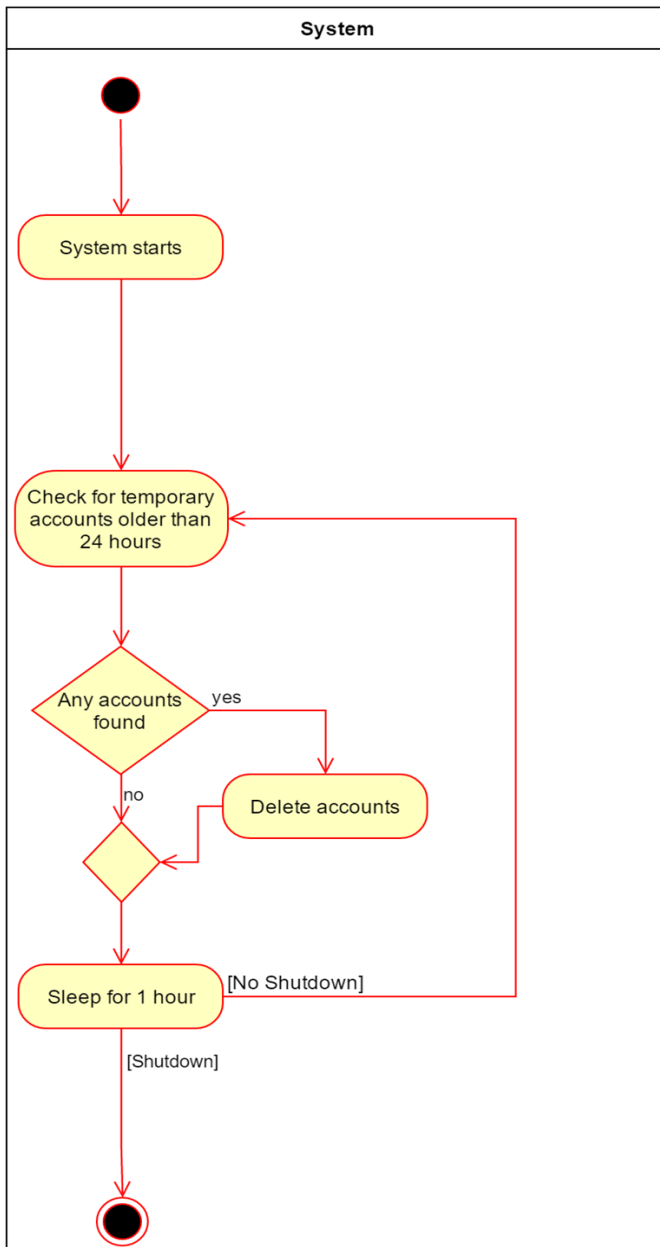 System
System starts
Check for temporary
accounts older than
24 hours
Any accounts
found
yes
no
Delete accounts
Sleep for 1 hour
[No Shutdown]
[Shutdown]